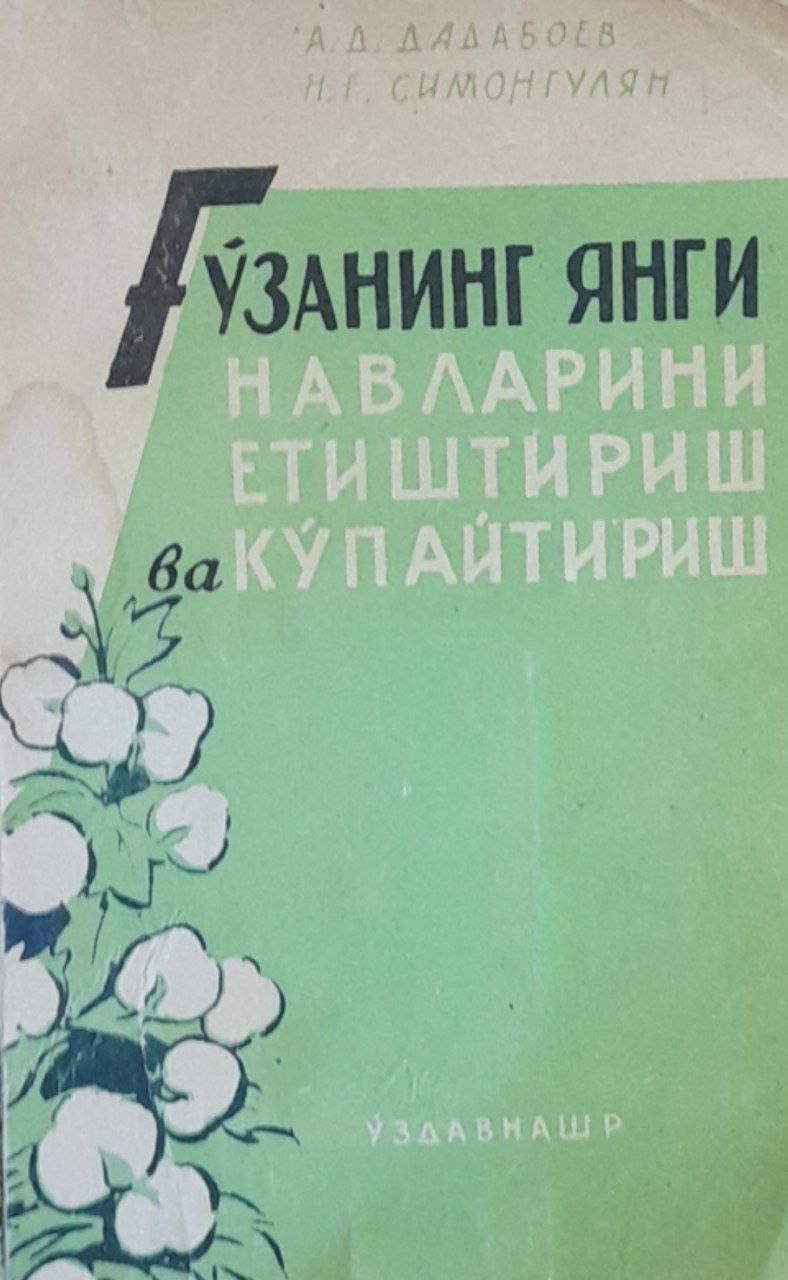 А. Д. ДАДАБОЕВ
Н. Г. СИМОНГУЛЯН
ҒЎЗАНИНГ ЯНГИ
НАВЛАРИНИ
ЕТИШТИРИШ
ва КЎПАЙТИРИШ
ЎЗДАВНАШР